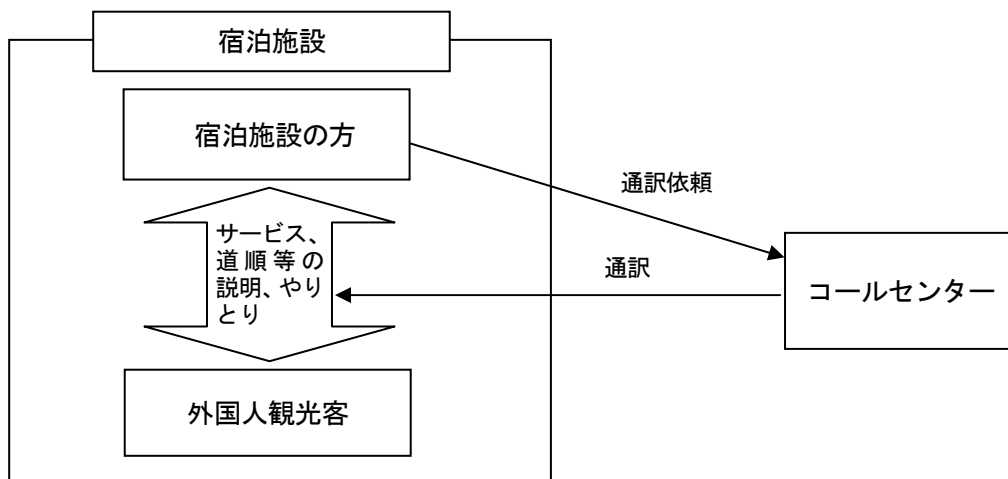 宿泊施設
宿泊施設の方
通訳依頼
サービス、
道順等の
説明、やり
とり
通訳
コールセンター
外国人観光客